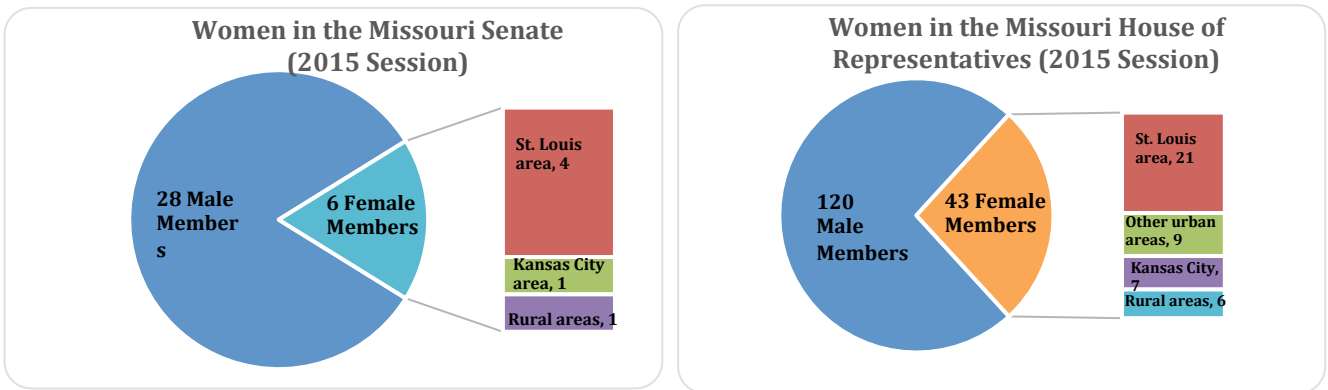 Women in the Missouri Senate
(2015 Session)
28 Male
Member
s
6 Female
Members
St. Louis
area, 4
Kansas City
area, 1
Rural areas, 1
Women in the Missouri House of
Representatives (2015 Session)
120
Male
Members
43 Female
Members
St. Louis
area, 21
Other urban
areas, 9
Kansas City,
7
Rural areas, 6